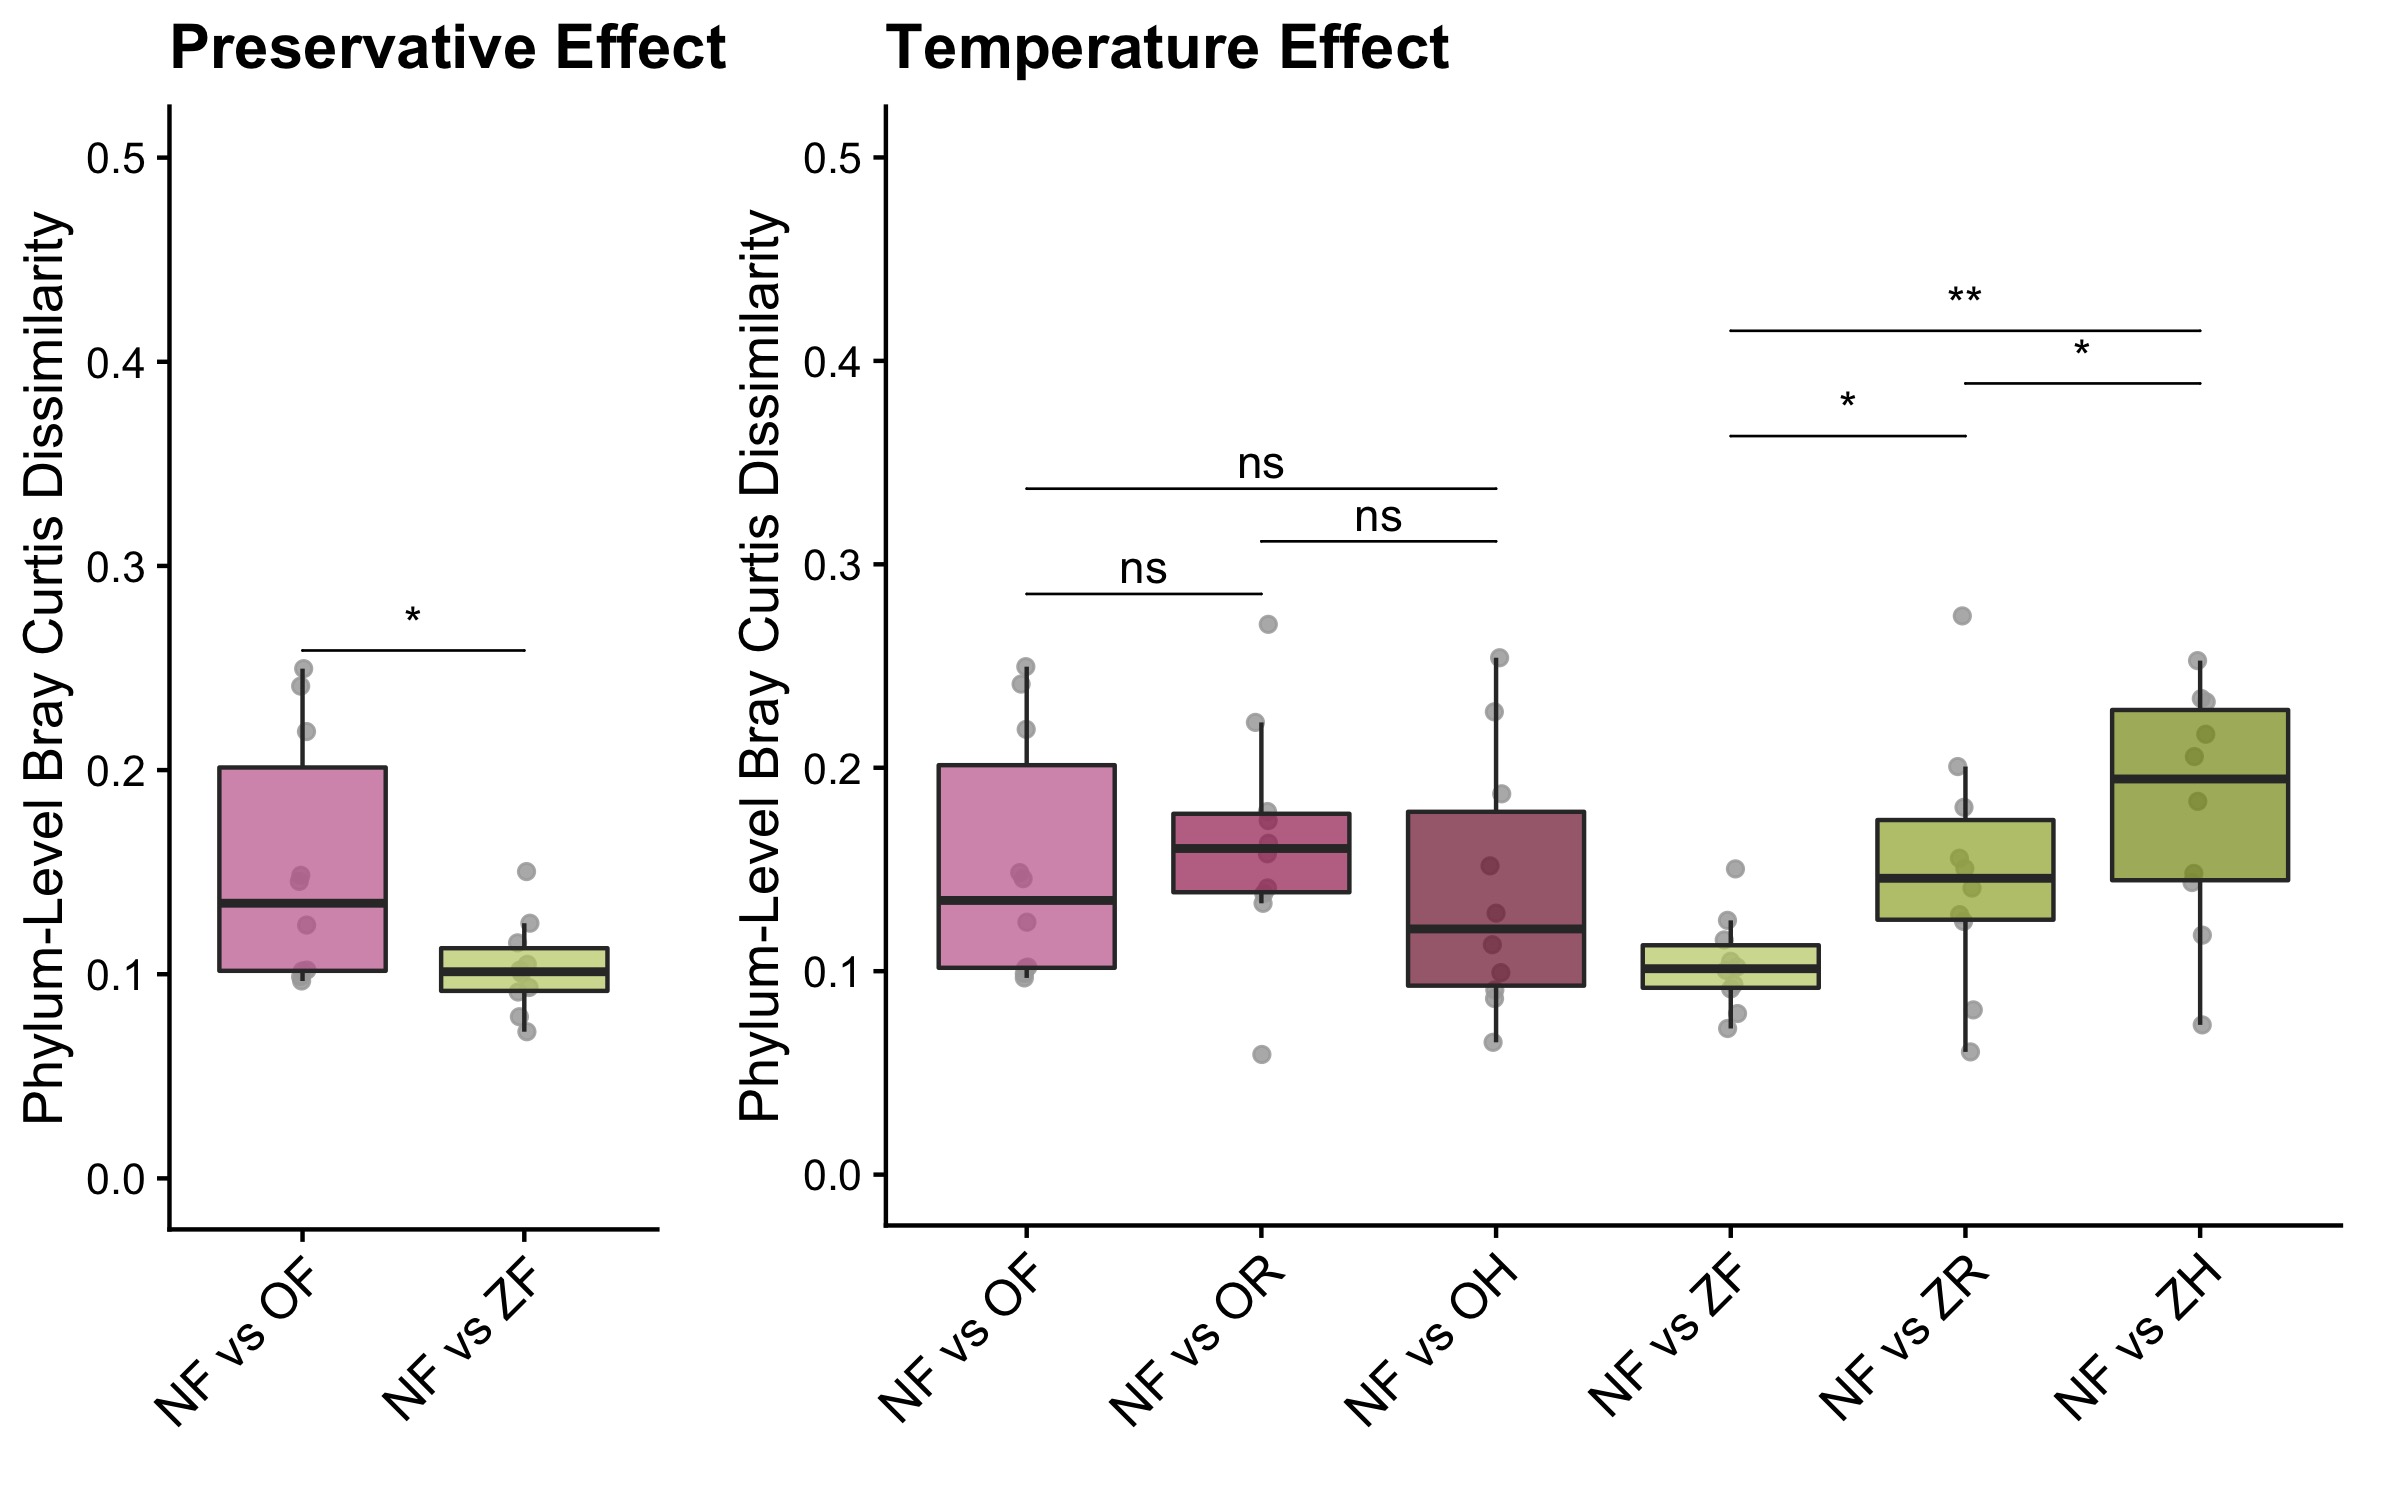 Preservative Effect
Phylum-Level Bray Curtis Dissimilarity
0.5
0.4
0.3
0.2
0.1
0.0
*
NF vs OF
NF vs ZF
Temperature Effect
Phylum-Level Bray Curtis Dissimilarity
0.5
0.4
0.3
0.2
0.1
0.0
**
*
*
ns
ns
ns
NF vs OF
NF vs OR
NF vs OH
NF vs ZF
NF vs ZR
NF vs ZH